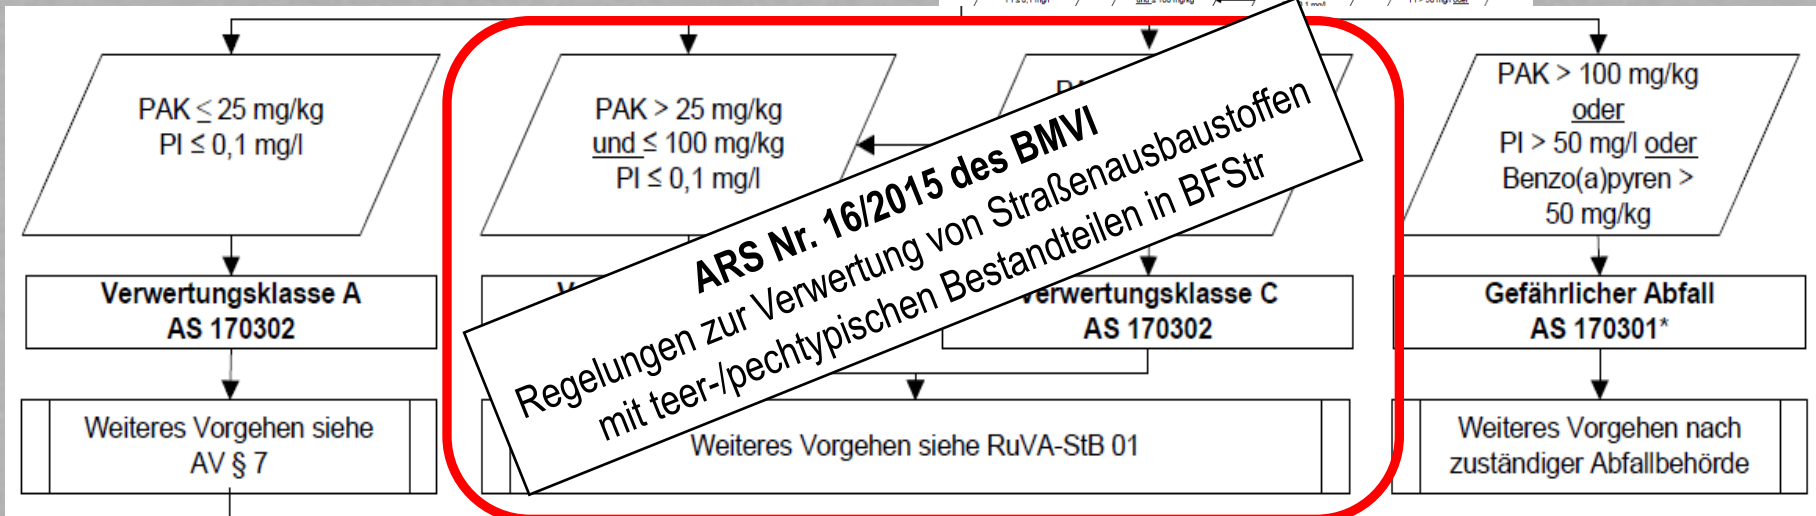 PAK ≤ 25 mg/kg
PI ≤ 0,1 mg/l
PAK > 25 mg/kg
und ≤ 100 mg/kg
PI ≤ 0,1 mg/l
PAK > 100 mg/kg
oder
PI > 50 mg/l oder
Benzo(a)pyren >
50 mg/kg
ARS Nr. 16/2015 des BMVI
Regelungen zur Verwertung von Straßenausbaustoffen
mit teer-/pechtypischen Bestandteilen in BFStr
Verwertungsklasse A
AS 170302
Verwertungsklasse C
AS 170302
Gefährlicher Abfall
AS 170301*
Weiteres Vorgehen siehe
AV § 7
Weiteres Vorgehen siehe RuVA-StB 01
Weiteres Vorgehen nach
zuständiger Abfallbehörde